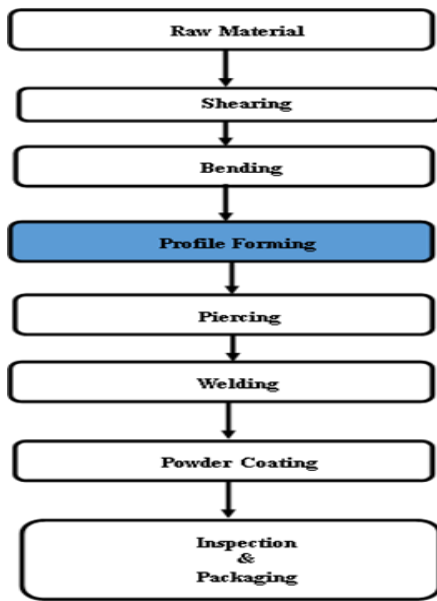 Raw Material
Shearing
Bending
Profile Forming
Piercing
Welding
Powder Coating
Inspection
&
Packaging